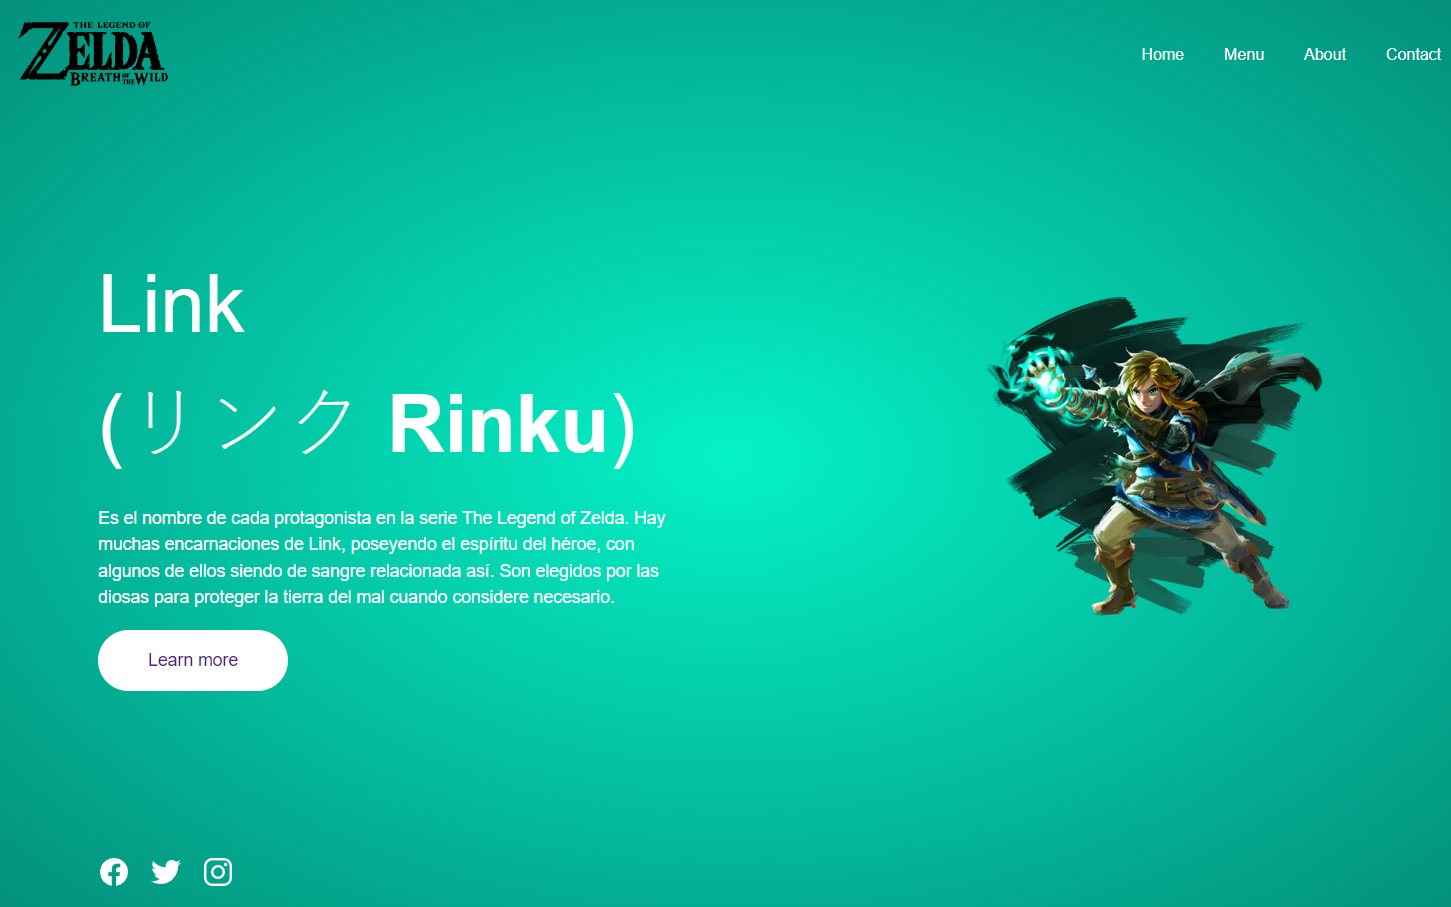 THE LEGEND OF
ZELDA
BREATH OF THE WILD
Home Menu About Contact
Link
(リンク Rinku)
Es el nombre de cada protagonista en la serie The Legend of Zelda. Hay
muchas encarnaciones de Link, poseyendo el espíritu del héroe, con
algunos de ellos siendo de sangre relacionada así. Son elegidos por las
diosas para proteger la tierra del mal cuando considere necesario.
Learn more